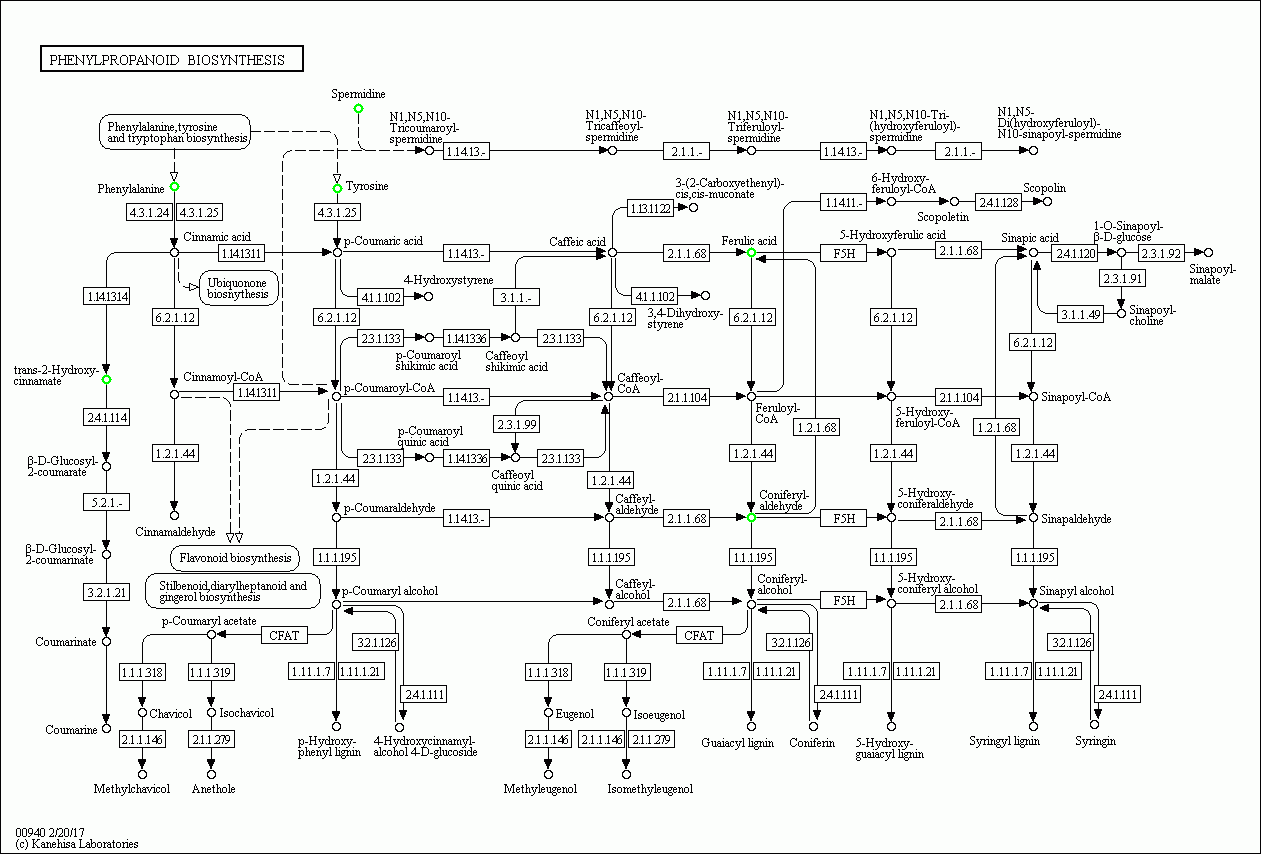 PHENYLPROPANOID BIOSYNTHESIS
Spermidine
N1,N5,N10-
Tricoumaroyl-
spermidine
N1,N5,N10-
Tricaffeoyl-
spermidine
N1,N5,N10-
Triferuloyl-
spermidine
N1,N5,N10-Tri-
(hydroxyferuloyl)-
spermidine
N1,N5-
Di(hydroxyferuloyl)-
N10-sinapoyl-spermidine
Phenylalanine,tyrosine
and tryptophan biosynthesis
1.14.13.-
2.1.1.-
1.14.13.-
2.1.1.-
Phenylalanine
Tyrosine
3-(2-Carboxyethenyl)-
cis,cis-muconate
6-Hydroxy-
feruloyl-CoA
Scopolin
4.3.1.24
4.3.1.25
4.3.1.25
1.13.11.22
1.14.11.-
Scopoletin
2.4.1.128
Cinnamic acid
p-Coumaric acid
Caffeic acid
Ferulic acid
5-Hydroxyferulic acid
Sinapic acid
1-O-Sinapoyl-
β-D-glucose
1.14.13.11
1.14.13.-
2.1.1.68
F5H
2.1.1.68
2.4.1.120
2.3.1.92
Sinapoyl-
malate
Ubiquonone
biosnythesis
4-Hydroxystyrene
2.3.1.91
1.14.13.14
4.1.1.102
3.1.1.-
4.1.1.102
3,4-Dihydroxy-
styrene
3.1.1.49
Sinapoyl-
choline
6.2.1.12
6.2.1.12
6.2.1.12
6.2.1.12
6.2.1.12
6.2.1.12
2.3.1.133
1.14.13.36
2.3.1.133
p-Coumaroyl
shikimic acid
Caffeoyl
shikimic acid
trans-2-Hydroxy-
cinnamate
Cinnamoyl-CoA
1.14.13.11
p-Coumaroyl-CoA
1.14.13.-
Caffeoyl-
CoA
2.1.1.104
Feruloyl-
CoA
5-Hydroxy-
feruloyl-CoA
2.1.1.104
Sinapoyl-CoA
2.4.1.114
2.3.1.99
1.2.1.68
1.2.1.68
p-Coumaroyl
quinic acid
2.3.1.133
1.14.13.36
2.3.1.133
Caffeoyl
quinic acid
1.2.1.44
1.2.1.44
1.2.1.44
1.2.1.44
1.2.1.44
1.2.1.44
β-D-Glucosyl-
2-coumarate
5.2.1.-
Cinnamaldehyde
p-Coumaraldehyde
1.14.13.-
Caffeyl-
aldehyde
2.1.1.68
Coniferyl-
aldehyde
F5H
5-Hydroxy-
coniferaldehyde
2.1.1.68
Sinapaldehyde
β-D-Glucosyl-
2-coumarinate
Flavonoid biosynthesis
Stilbenoid,diarylheptanoid and
gingerol biosynthesis
1.1.1.195
1.1.1.195
1.1.1.195
1.1.1.195
1.1.1.195
3.2.1.21
p-Coumaryl alcohol
Caffeyl-
alcohol
2.1.1.68
Coniferyl-
alcohol
F5H
5-Hydroxy-
coniferyl alcohol
2.1.1.68
Sinapyl alcohol
Coumarinate
p-Coumaryl acetate
CFAT
3.2.1.126
Coniferyl acetate
CFAT
3.2.1.126
3.2.1.126
1.1.1.318
1.1.1.319
1.11.1.7
1.11.1.21
1.1.1.318
1.1.1.319
1.11.1.7
1.11.1.21
1.11.1.7
1.11.1.21
1.11.1.7
1.11.1.21
2.4.1.111
2.4.1.111
2.4.1.111
Coumarine
Chavicol
Isochavicol
Eugenol
Isoeugenol
2.1.1.146
2.1.1.279
p-Hydroxy-
phenyl lignin
4-Hydroxycinnamyl-
alcohol 4-D-glucoside
2.1.1.146
2.1.1.146
2.1.1.279
Guaiacyl lignin
Coniferin
5-Hydroxy-
guaiacyl lignin
Syringyl lignin
Syringin
Methylchavicol
Anethole
Methyleugenol
Isomethyleugenol
00940 2/20/17
(c) Kanehisa Laboratories